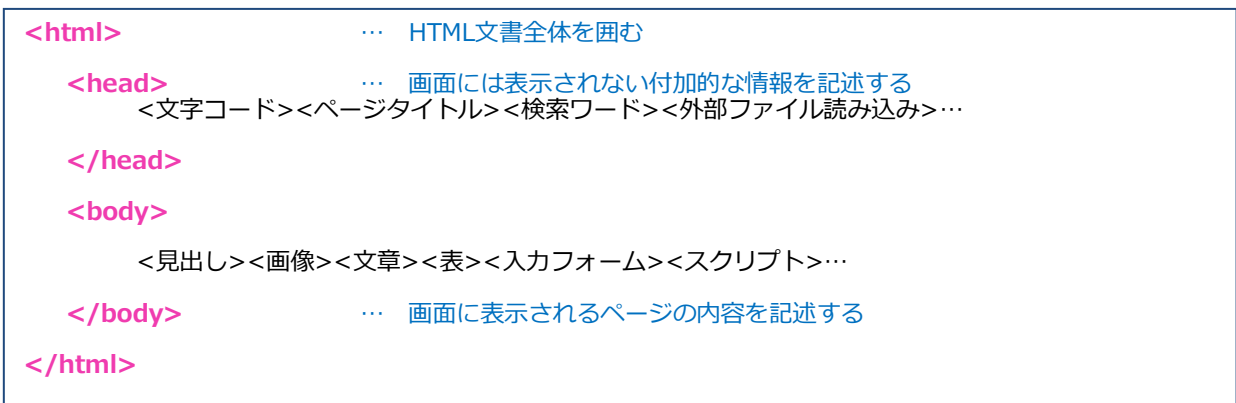 <html> … HTML文書全体を囲む
<head> … 画面には表示されない付加的な情報を記述する
<文字コード><ページタイトル><検索ワード><外部ファイル読み込み>…
</head>
<body>
<見出し><画像><文章><表><入力フォーム><スクリプト>…
</body> … 画面に表示されるページの内容を記述する
</html>